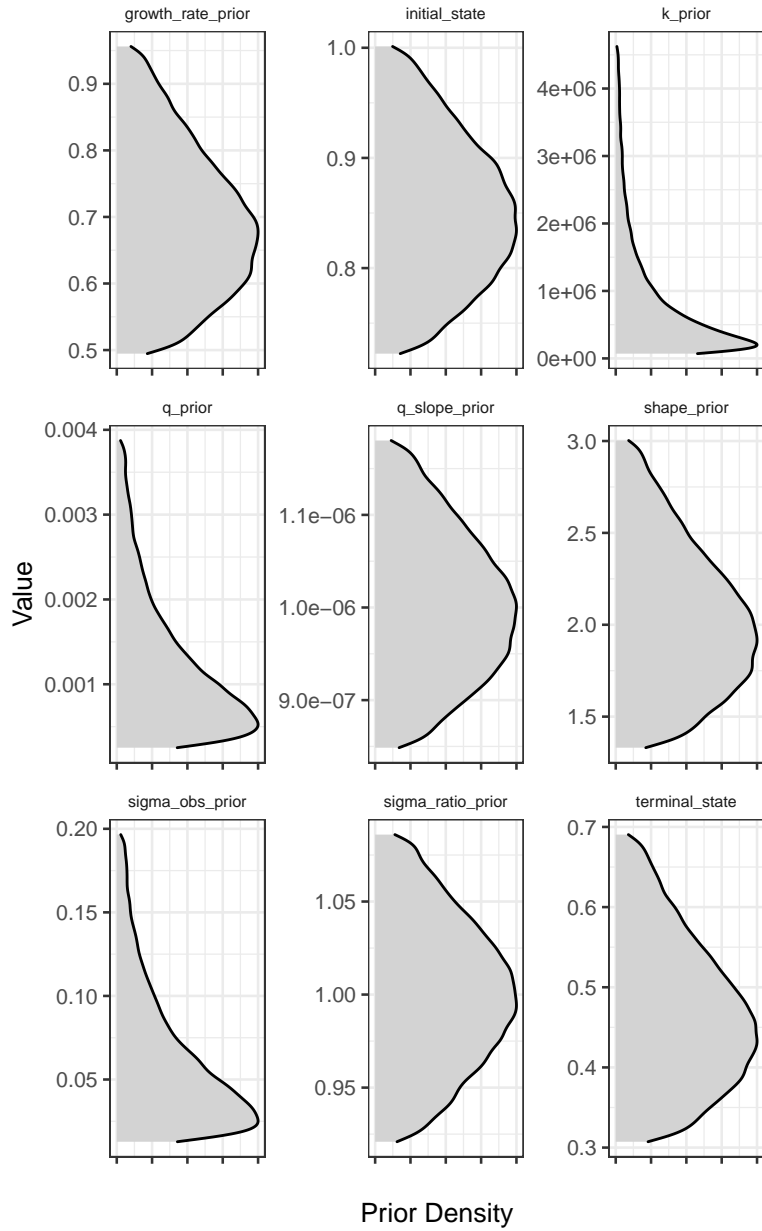 growth_rate_prior
0.9
0.8
0.7
0.6
0.5
initial_state
1.0
0.9
0.8
k_prior
4e+06
3e+06
2e+06
1e+06
0e+00
q_prior
0.004
0.003
0.002
0.001
q_slope_prior
1.1e−06
1.0e−06
9.0e−07
shape_prior
3.0
2.5
2.0
1.5
sigma_obs_prior
0.20
0.15
0.10
0.05
sigma_ratio_prior
1.05
1.00
0.95
terminal_state
0.7
0.6
0.5
0.4
0.3
Value
Prior Density